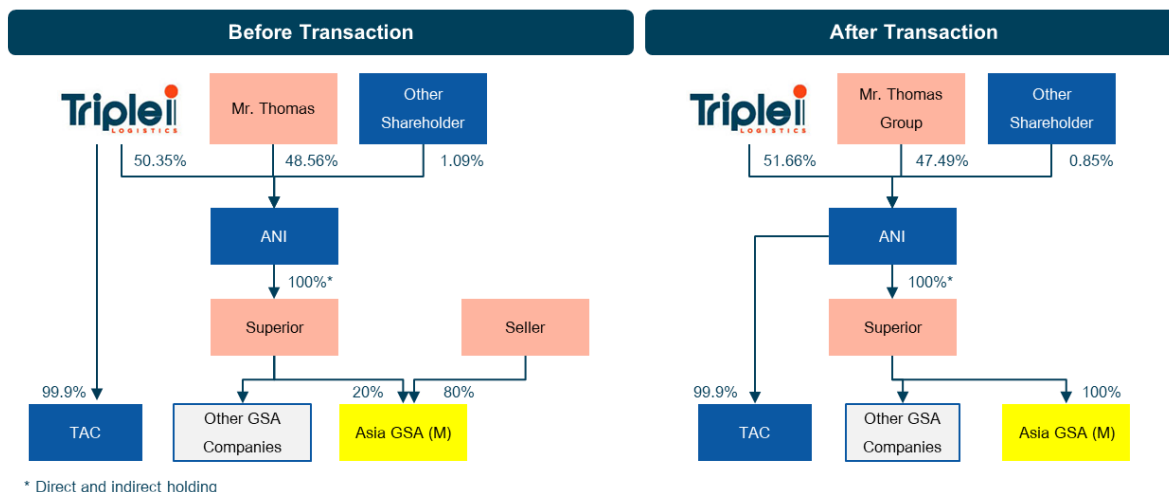 Before Transaction
Triplei
LOGISTICS
Mr. Thomas
Other
Shareholder
50.35%
48.56%
1.09%
ANI
100%*
Superior
Seller
99.9%
20%
80%
TAC
Other GSA
Companies
Asia GSA (M)
* Direct and indirect holding
After Transaction
Triplei
LOGISTICS
Mr. Thomas
Group
Other
Shareholder
51.66%
47.49%
0.85%
ANI
100%*
Superior
99.9%
100%
TAC
Other GSA
Companies
Asia GSA (M)